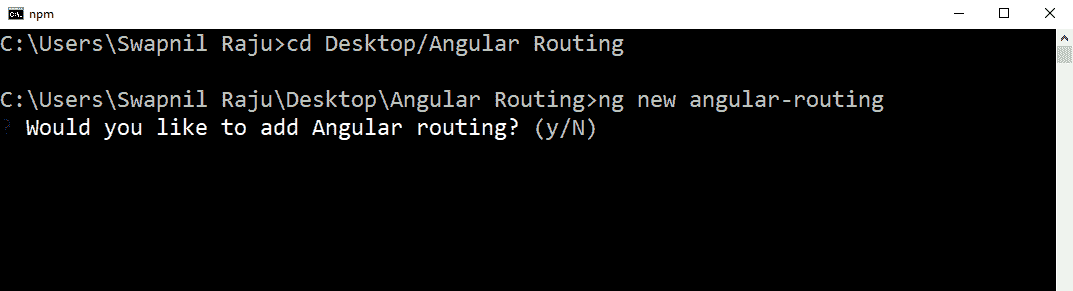 npm
C:\Users\Swapnil Raju>cd Desktop/Angular Routing
C:\Users\Swapnil Raju\Desktop\Angular Routing>ng new angular-routing
? Would you like to add Angular routing? (y/N)